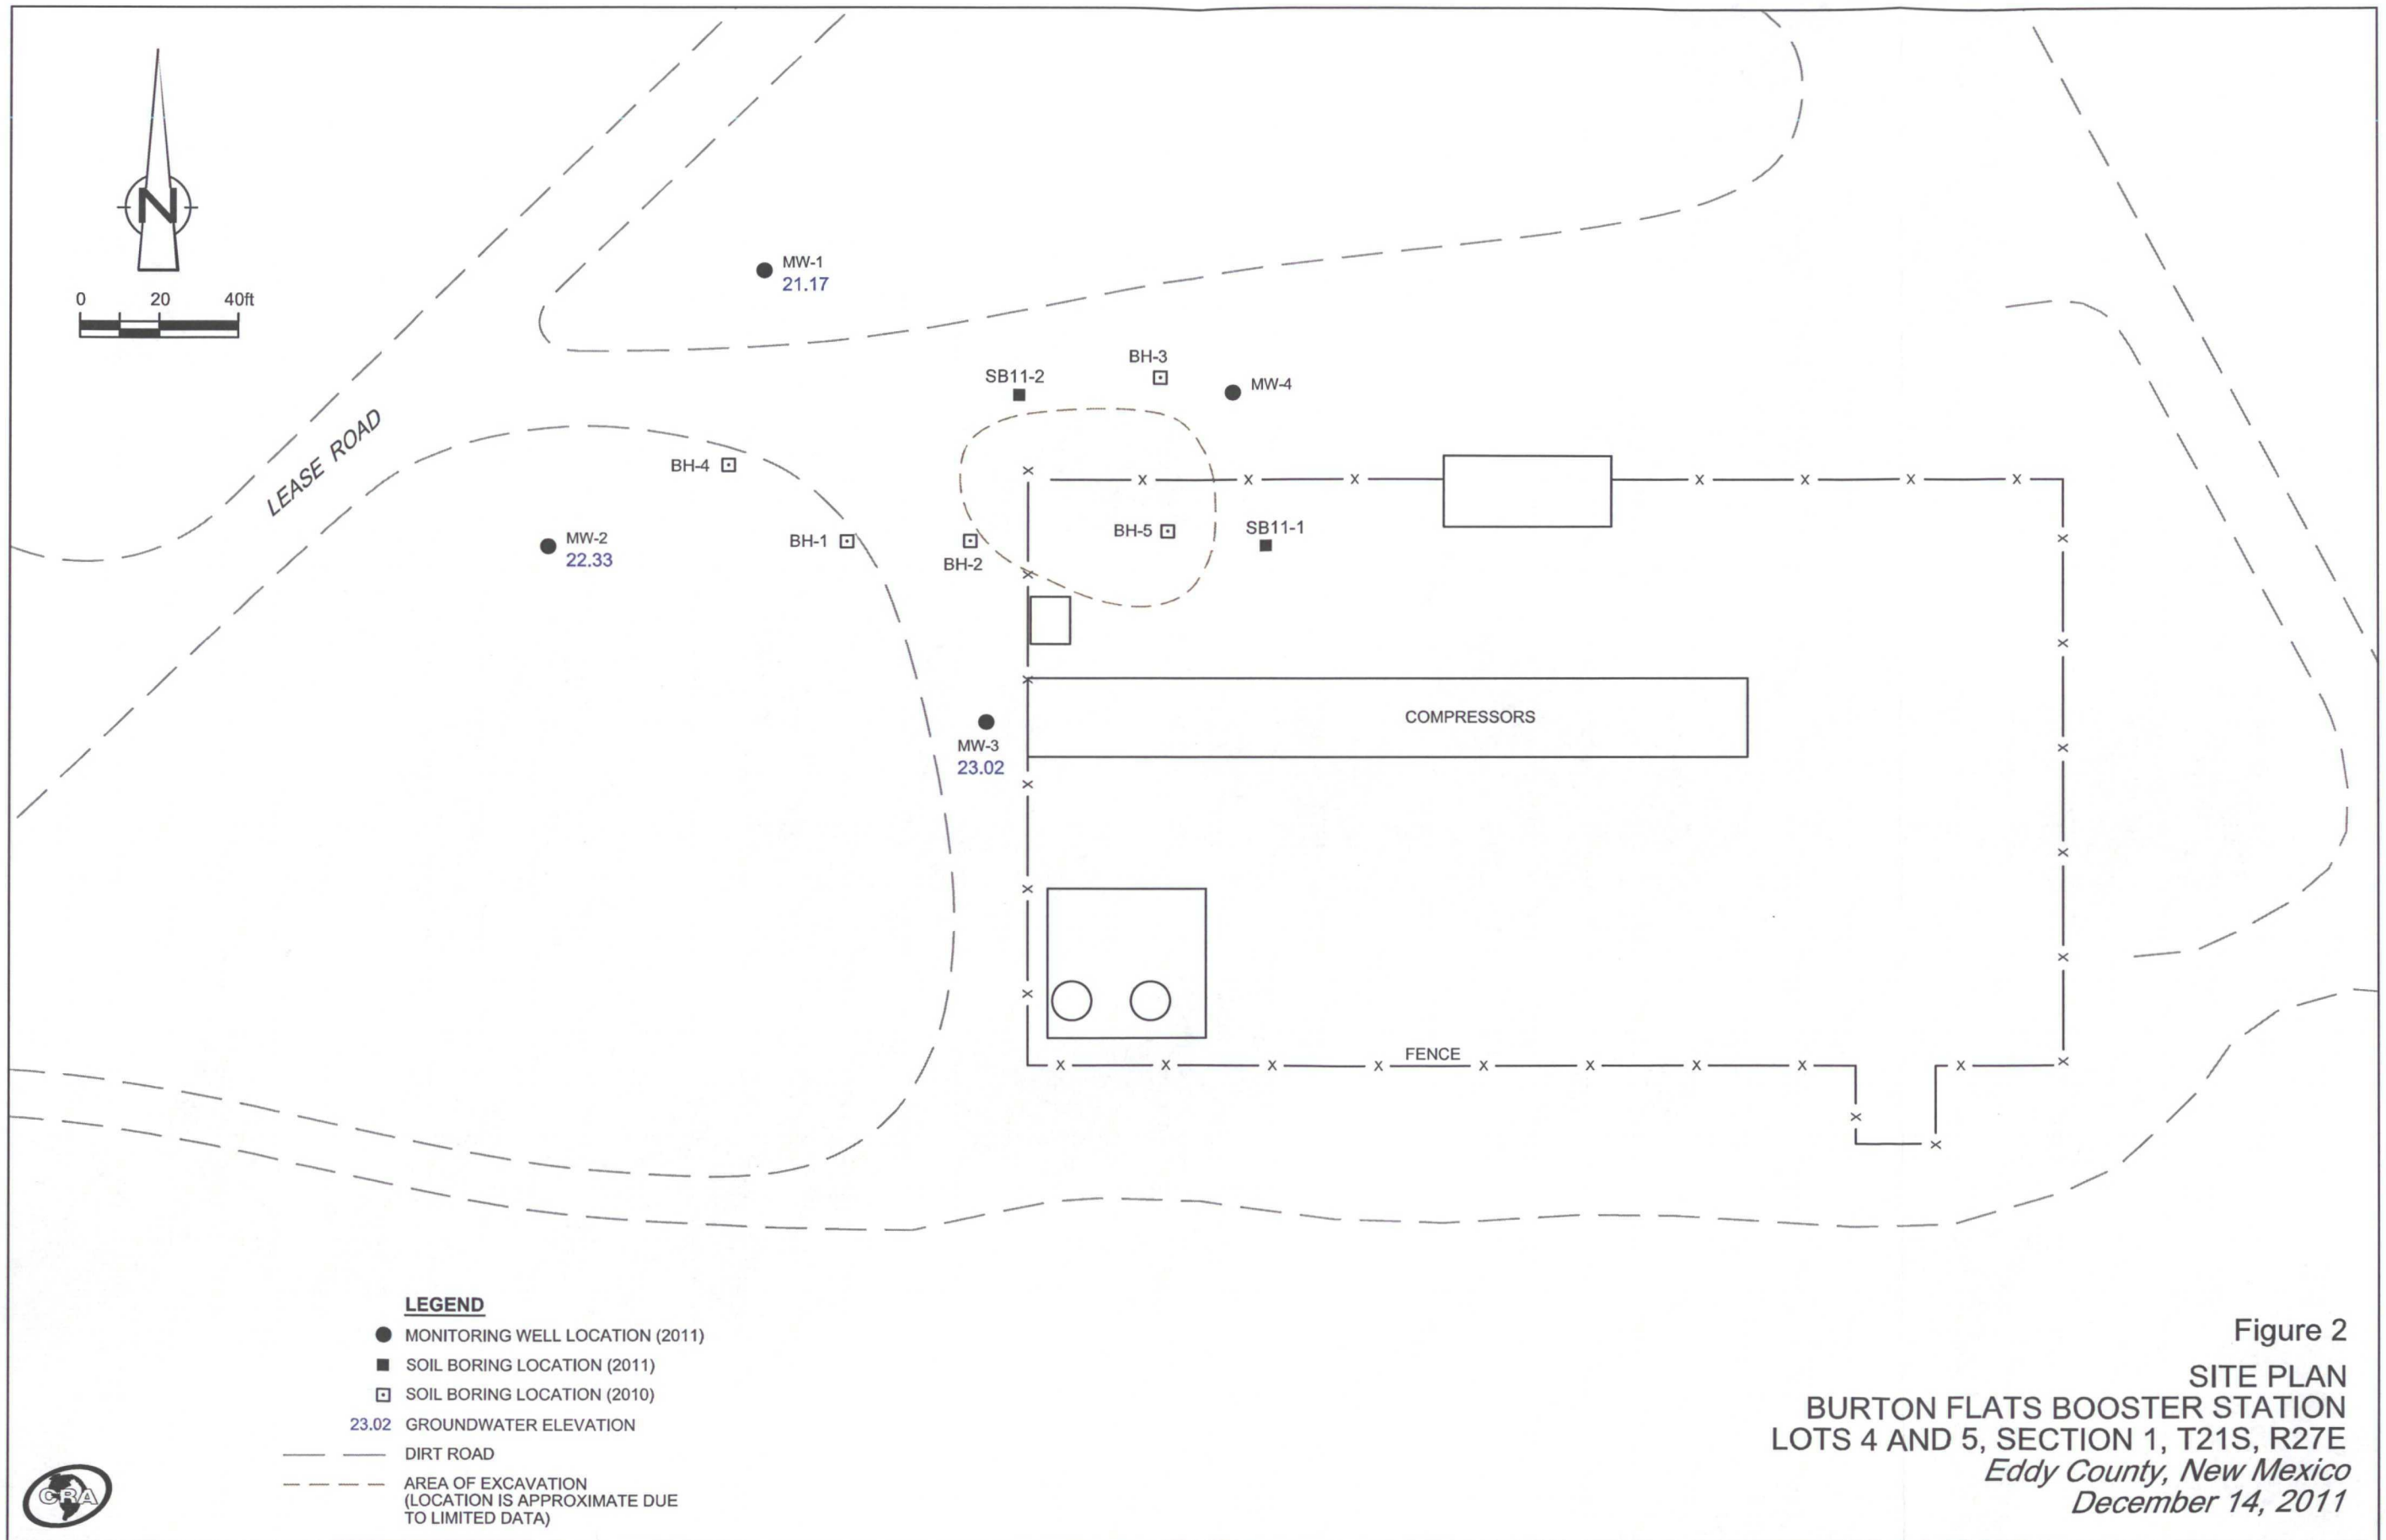 N
0 20 40ft
MW-1
21.17
BH-3
SB11-2
MW-4
LEASE ROAD
BH-4
MW-2
22.33
BH-1
BH-2
BH-5
SB11-1
COMPRESSORS
MW-3
23.02
FENCE
LEGEND
MONITORING WELL LOCATION (2011)
SOIL BORING LOCATION (2011)
SOIL BORING LOCATION (2010)
23.02 GROUNDWATER ELEVATION
DIRT ROAD
AREA OF EXCAVATION
(LOCATION IS APPROXIMATE DUE
TO LIMITED DATA)
CRA
Figure 2
SITE PLAN
BURTON FLATS BOOSTER STATION
LOTS 4 AND 5, SECTION 1, T21S, R27E
Eddy County, New Mexico
December 14, 2011